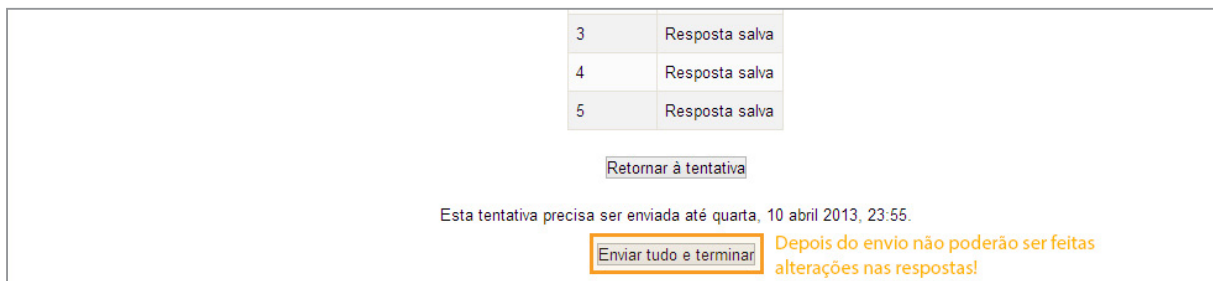 3 Resposta salva
4 Resposta salva
5 Resposta salva
Retornar à tentativa
Esta tentativa precisa ser enviada até quarta, 10 abril 2013, 23:55.
Enviar tudo e terminar
Depois do envio não poderão ser feitas
alterações nas respostas!